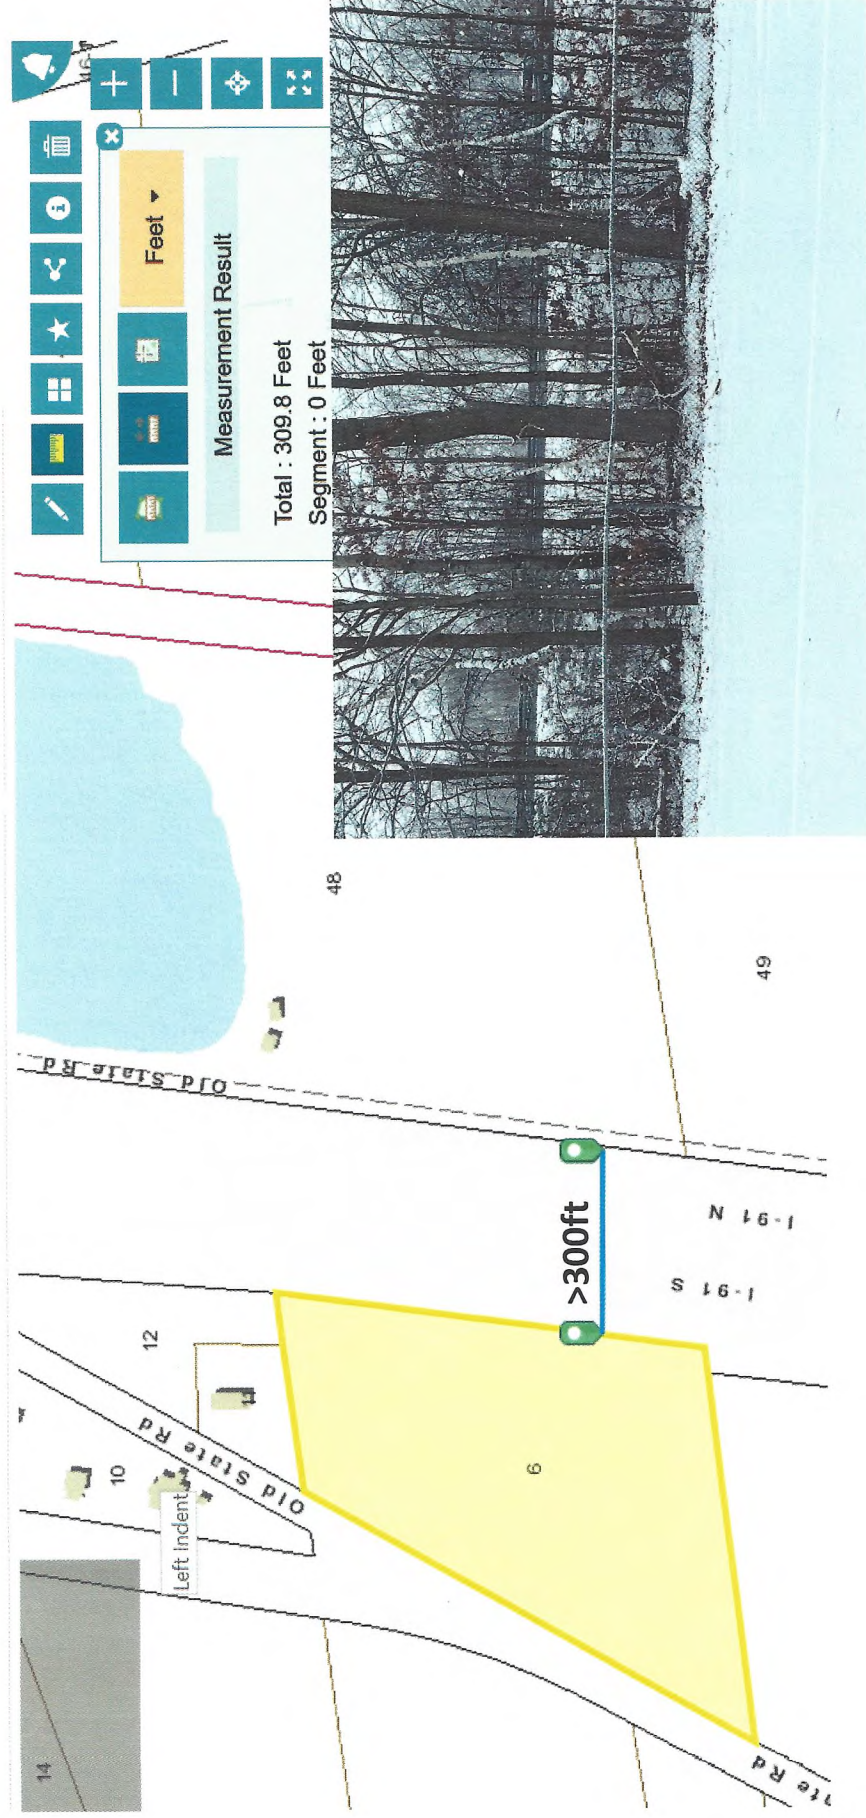 Feet
Measurement Result
Total : 309.8 Feet
Segment : 0 Feet
48
49
Old State Rd
>300ft
I-91 N
I-91 S
12
11
10
Old State Rd
Left Indent
6
14